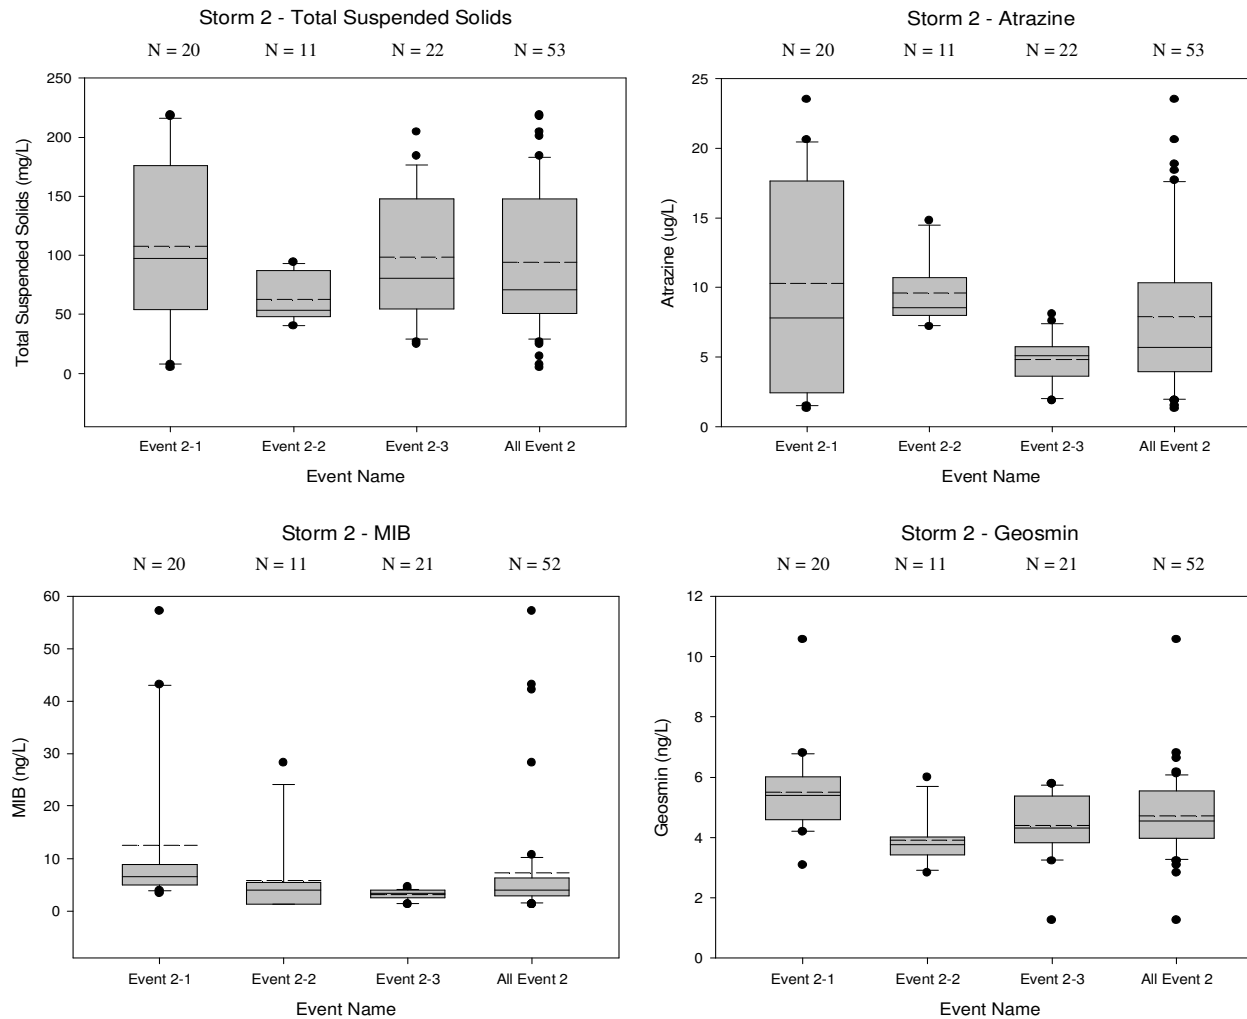 Storm 2 - Total Suspended Solids
N = 20 N = 11 N = 22 N = 53
Total Suspended Solids (mg/L)
250
200
150
100
50
0
Event 2-1 Event 2-2 Event 2-3 All Event 2
Event Name
Storm 2 - Atrazine
N = 20 N = 11 N = 22 N = 53
Atrazine (ug/L)
25
20
15
10
5
0
Event 2-1 Event 2-2 Event 2-3 All Event 2
Event Name
Storm 2 - MIB
N = 20 N = 11 N = 21 N = 52
MIB (ng/L)
60
50
40
30
20
10
0
Event 2-1 Event 2-2 Event 2-3 All Event 2
Event Name
Storm 2 - Geosmin
N = 20 N = 11 N = 21 N = 52
Geosmin (ng/L)
12
10
8
6
4
2
0
Event 2-1 Event 2-2 Event 2-3 All Event 2
Event Name